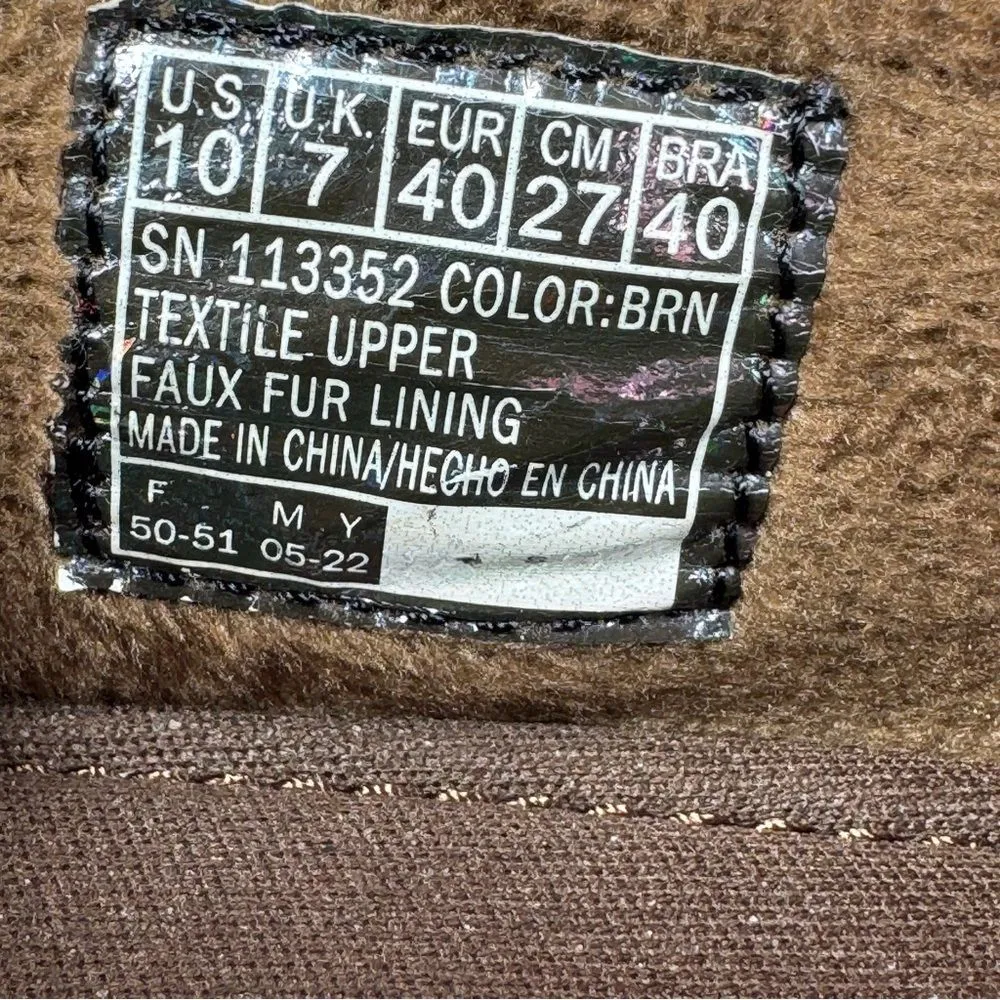 U.S. U.K. EUR CM BRA
10 7 40 27 40
SN 113352 COLOR:BRN
TEXTILE UPPER
FAUX FUR LINING
MADE IN CHINA/HECHO EN CHINA
F M Y
50-51 05-22